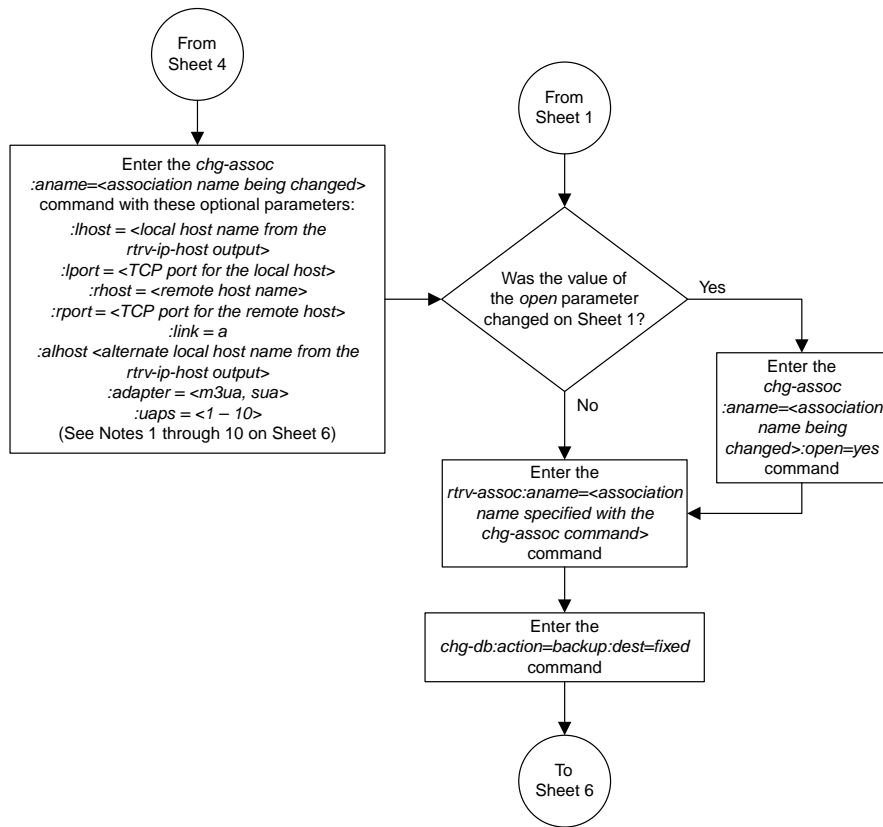 From
Sheet 4
Enter the chg-assoc
:aname=<association name being changed>
command with these optional parameters:
:lhost = <local host name from the
rtrv-ip-host output>
:lport = <TCP port for the local host>
:rhost = <remote host name>
:rport = <TCP port for the remote host>
:link = a
:alhost <alternate local host name from the
rtrv-ip-host output>
:adapter = <m3ua, sua>
:uaps = <1 – 10>
(See Notes 1 through 10 on Sheet 6)
From
Sheet 1
Was the value of
the open parameter
changed on Sheet 1?
Yes
No
Enter the
chg-assoc
:aname=<association
name being
changed>:open=yes
command
Enter the
rtrv-assoc:aname=<association
name specified with the
chg-assoc command>
command
Enter the
chg-db:action=backup:dest=fixed
command
To
Sheet 6